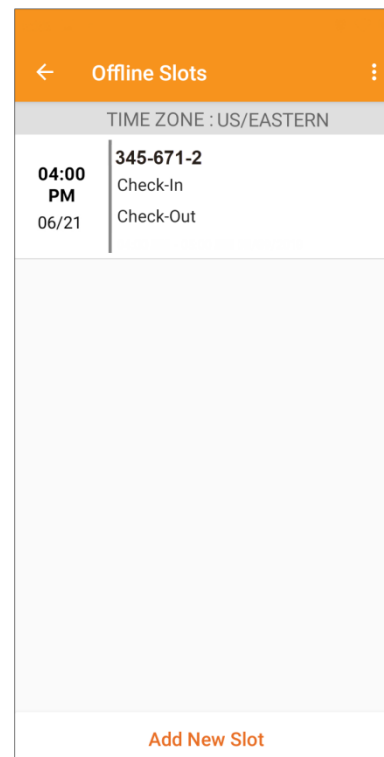 Offline Slots
TIME ZONE : US/EASTERN
04:00
PM
06/21
345-671-2
Check-In
Check-Out
Add New Slot